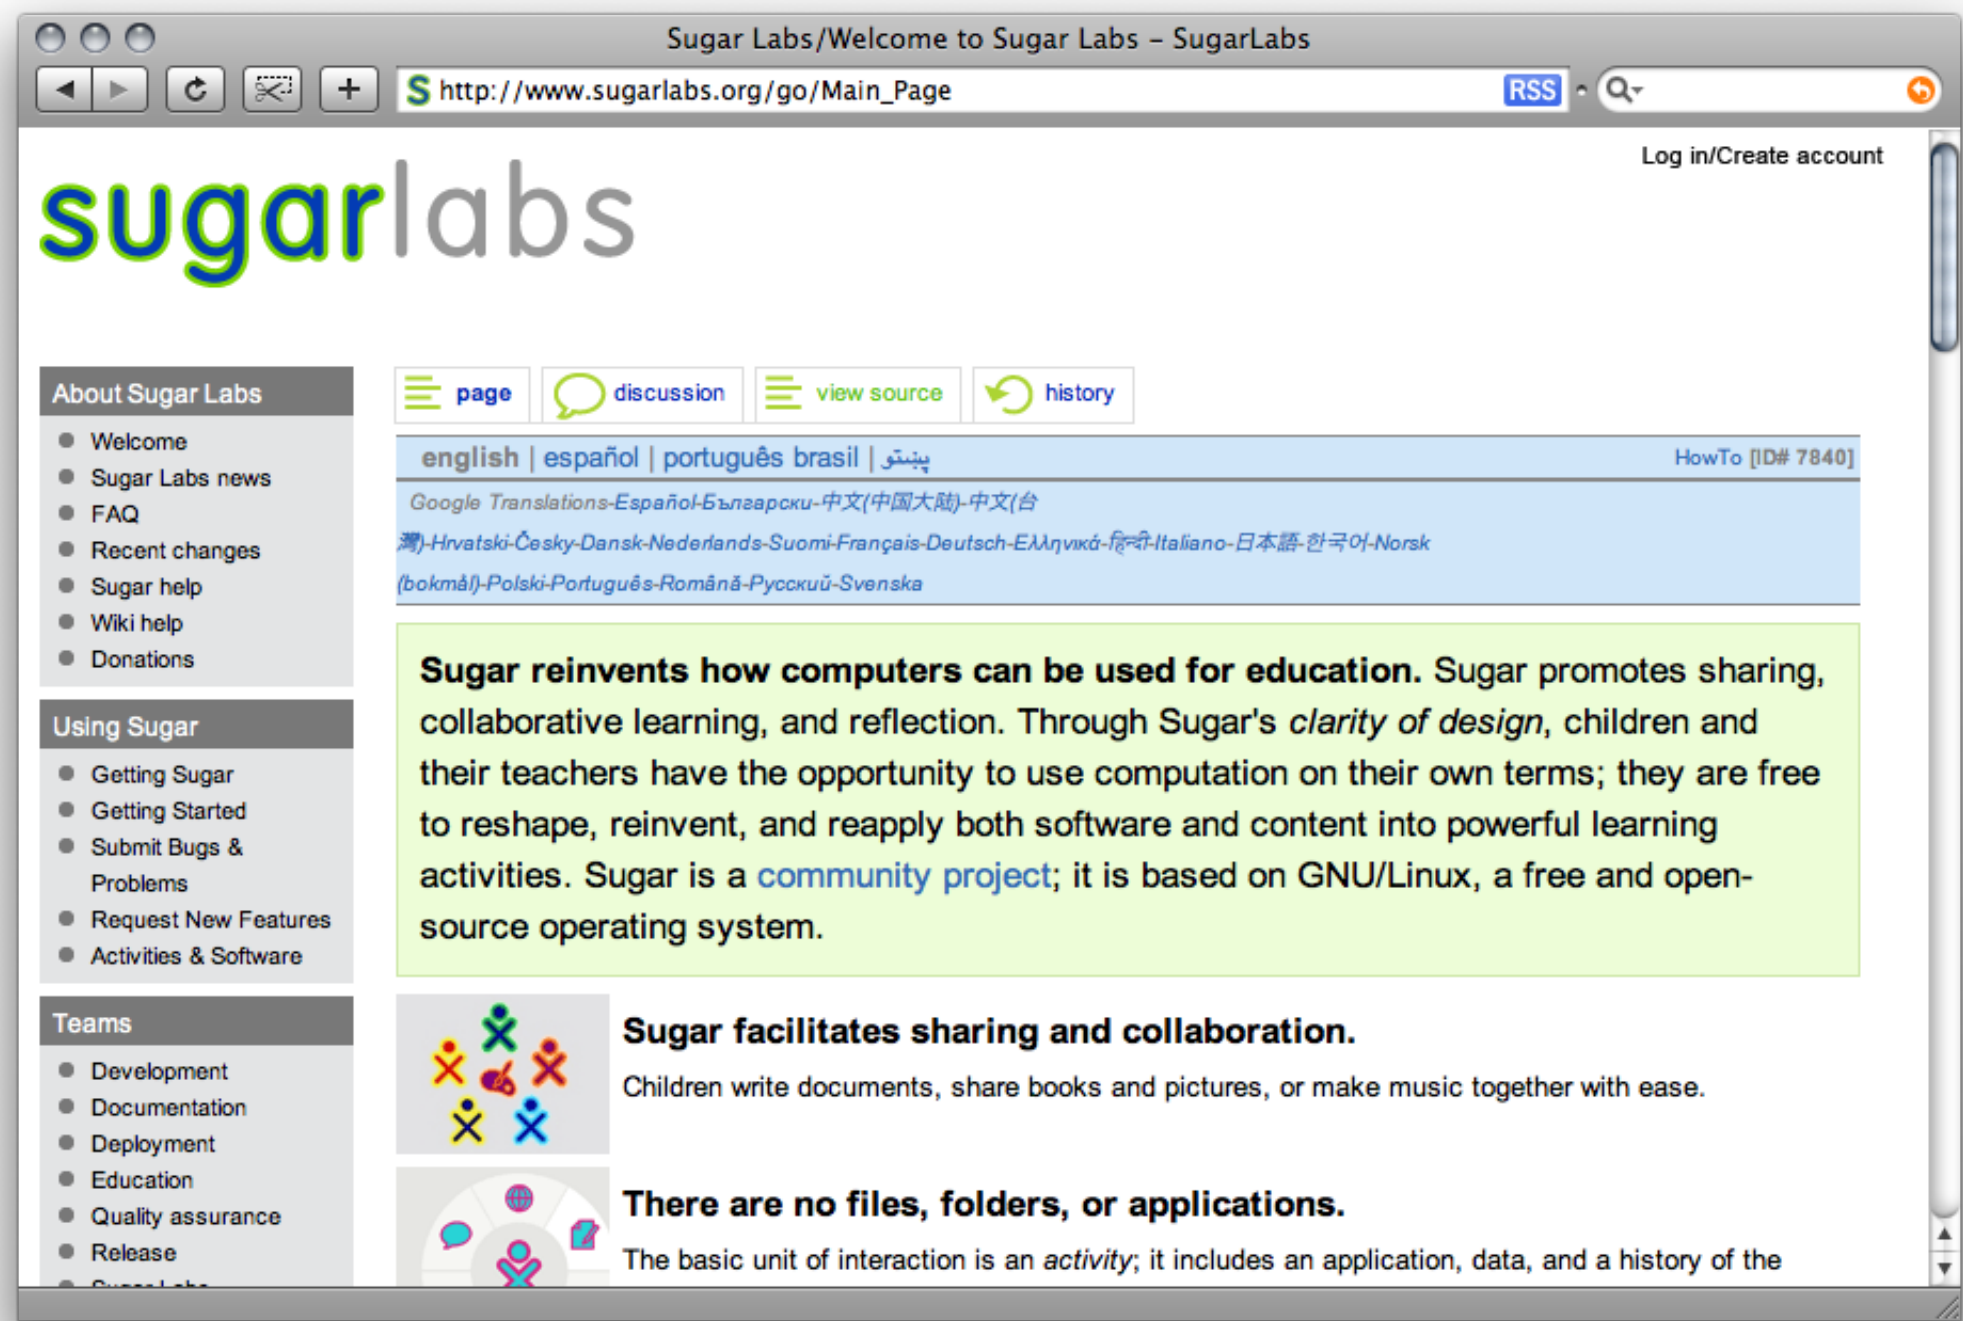 Sugar Labs/Welcome to Sugar Labs – SugarLabs
S http://www.sugarlabs.org/go/Main_Page RSS
Log in/Create account
sugarlabs
About Sugar Labs
Welcome
Sugar Labs news
FAQ
Recent changes
Sugar help
Wiki help
Donations
Using Sugar
Getting Sugar
Getting Started
Submit Bugs &
Problems
Request New Features
Activities & Software
Teams
Development
Documentation
Deployment
Education
Quality assurance
Release
Sugar Labs
page discussion view source history
english | español | português brasil | پښتو HowTo [ID# 7840]
Google Translations-Español-Български-中文(中国大陆)-中文(台
灣)-Hrvatski-Česky-Dansk-Nederlands-Suomi-Français-Deutsch-Ελληνικά-हिन्दी-Italiano-日本語-한국어-Norsk
(bokmål)-Polski-Português-Română-Русский-Svenska
Sugar reinvents how computers can be used for education. Sugar promotes sharing,
collaborative learning, and reflection. Through Sugar's clarity of design, children and
their teachers have the opportunity to use computation on their own terms; they are free
to reshape, reinvent, and reapply both software and content into powerful learning
activities. Sugar is a community project; it is based on GNU/Linux, a free and open-
source operating system.
Sugar facilitates sharing and collaboration.
Children write documents, share books and pictures, or make music together with ease.
There are no files, folders, or applications.
The basic unit of interaction is an activity; it includes an application, data, and a history of the